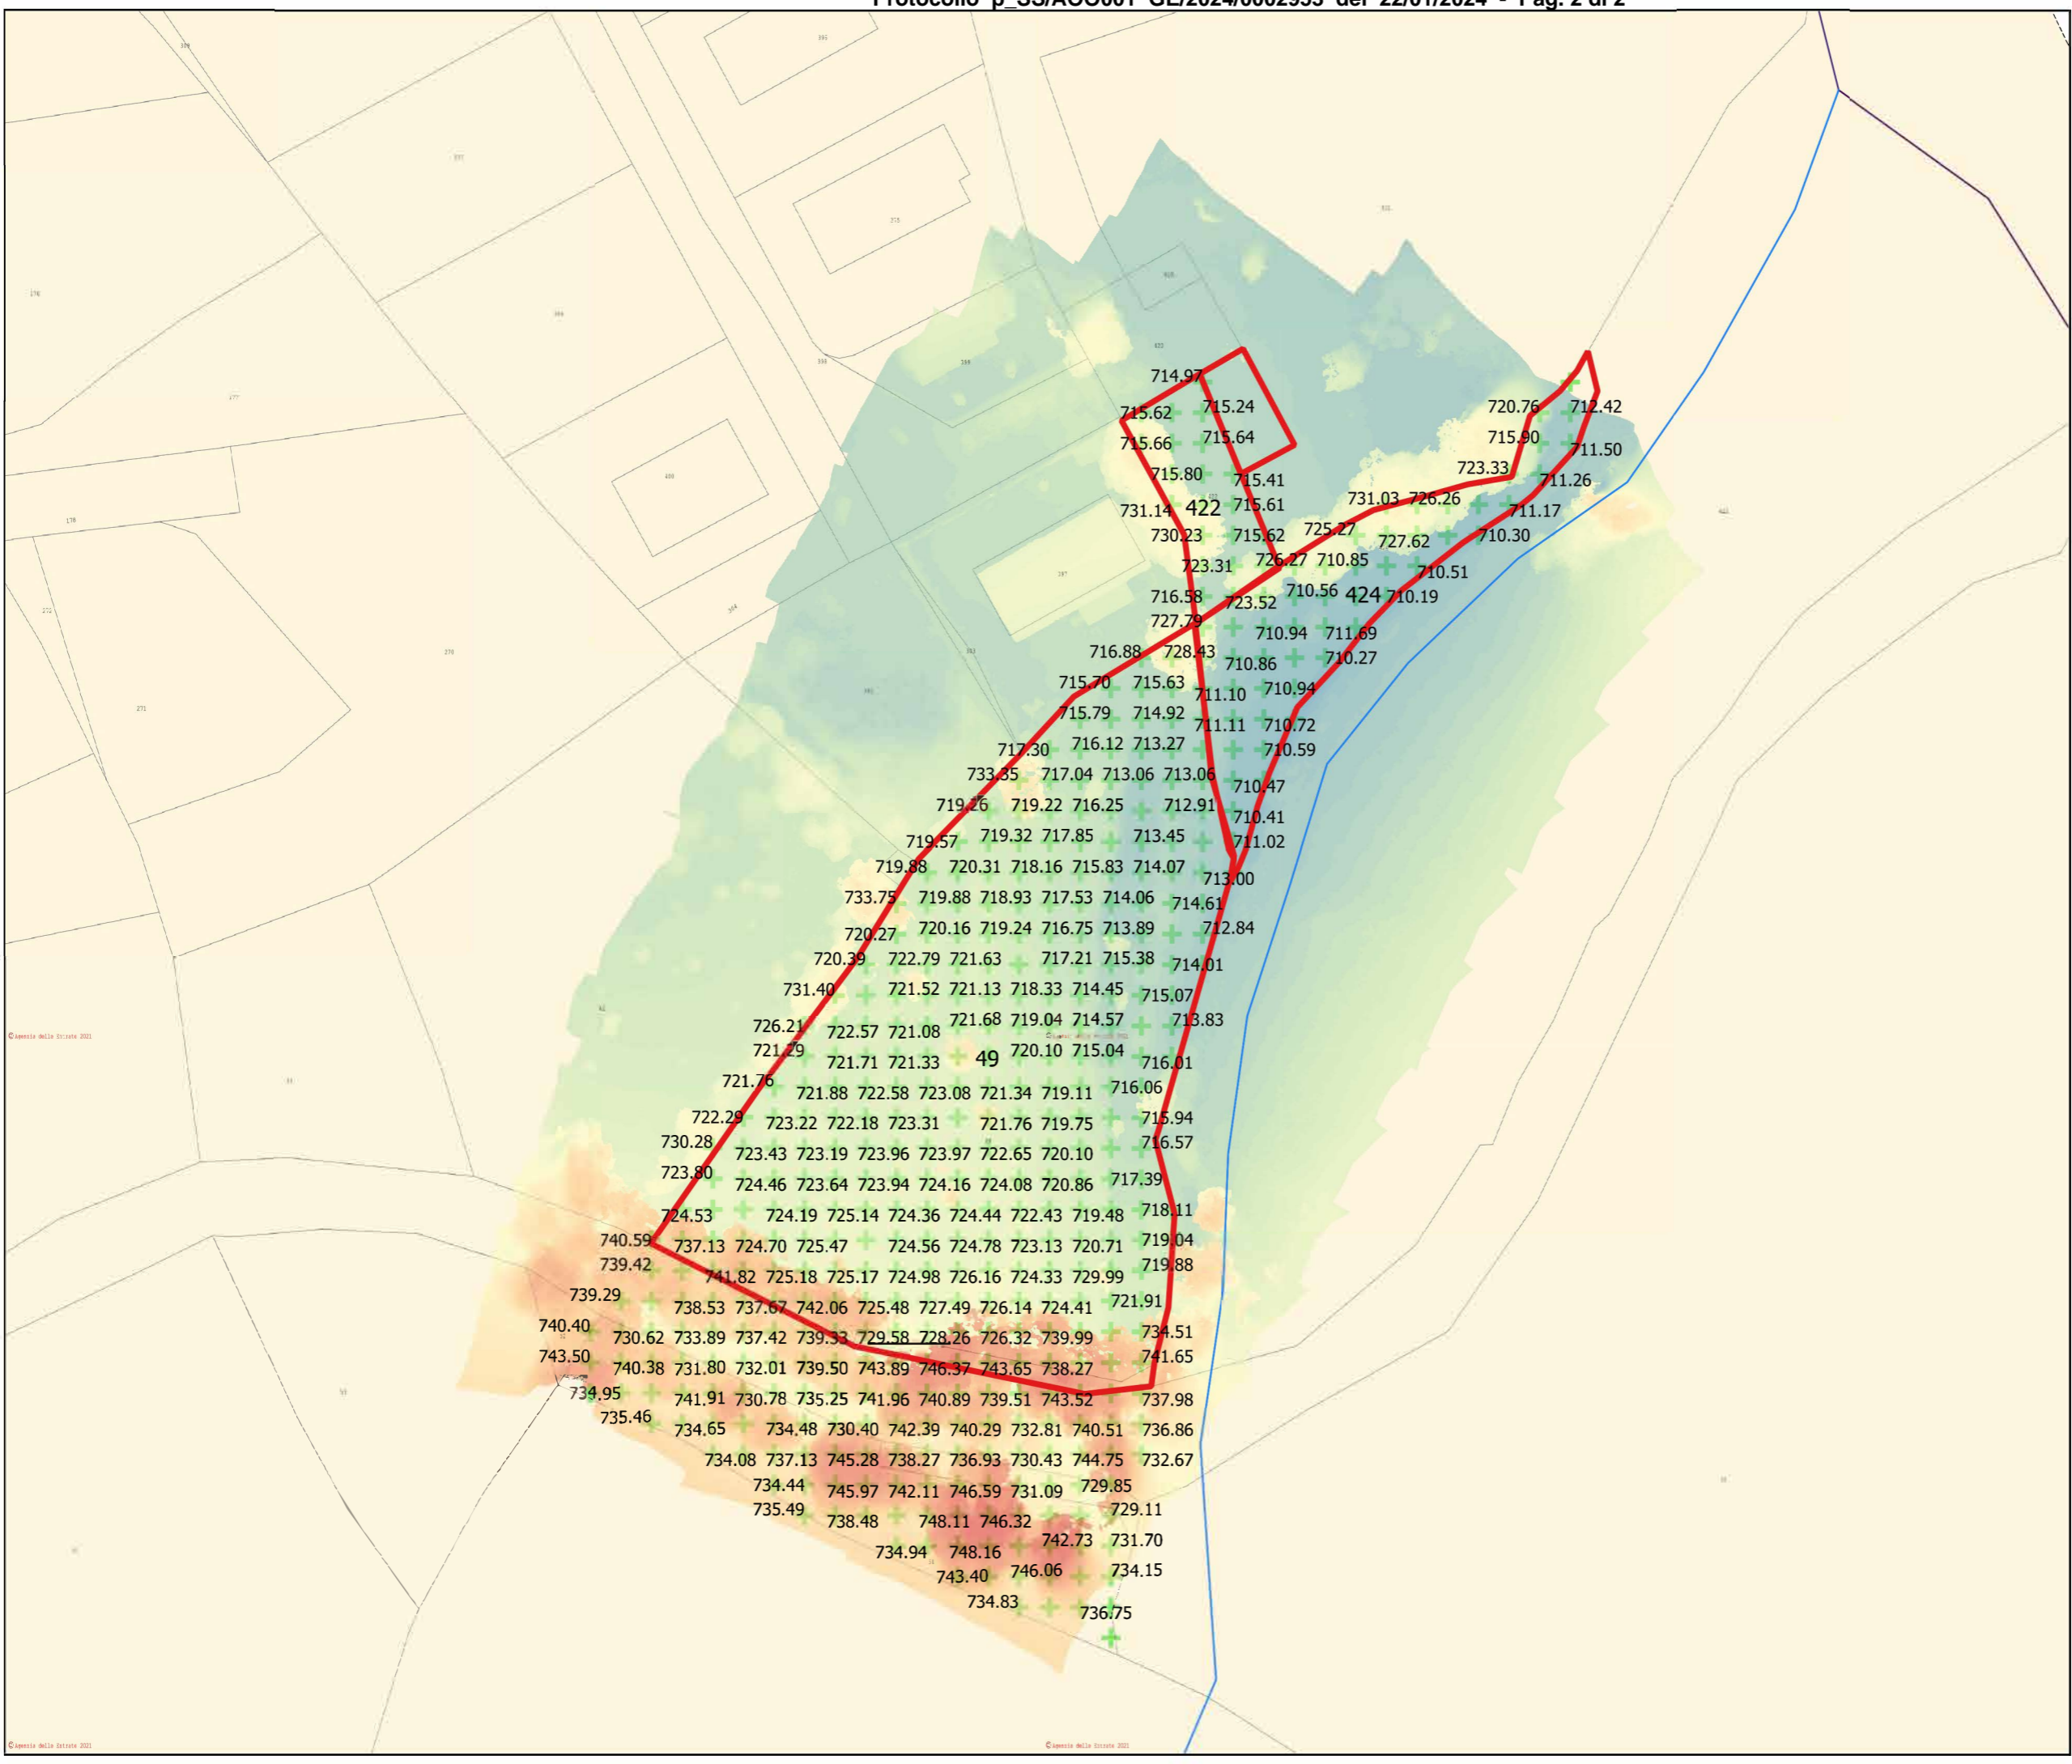 Protocollo p_SS/AOO001 GE/2024/0002953 del 22/01/2024 - Pag. 2 di 2
714.97
715.62 715.24 720.76 712.42
715.66 715.64 715.90 711.50
715.80 715.41 723.33 711.26
731.14 422 715.61 731.03 726.26 711.17
730.23 715.62 725.27 727.62 710.30
723.31 726.27 710.85 710.51
716.58 723.52 710.56 424 710.19
727.79 710.94 711.69
716.88 728.43 710.86 710.27
715.70 715.63 711.10 710.94
715.79 714.92 711.11 710.72
717.30 716.12 713.27 710.59
733.35 717.04 713.06 713.06 710.47
719.26 719.22 716.25 712.91 710.41
719.57 719.32 717.85 713.45 711.02
719.88 720.31 718.16 715.83 714.07 713.00
733.75 719.88 718.93 717.53 714.06 714.61
720.27 720.16 719.24 716.75 713.89 712.84
720.39 722.79 721.63 717.21 715.38 714.01
731.40 721.52 721.13 718.33 714.45 715.07
726.21 722.57 721.08 721.68 719.04 714.57 713.83
©Agenzia delle Entrate 2021
721.29 721.71 721.33 49 720.10 715.04 716.01
721.76 721.88 722.58 723.08 721.34 719.11 716.06
722.29 723.22 722.18 723.31 721.76 719.75 715.94
730.28 723.43 723.19 723.96 723.97 722.65 720.10 716.57
723.80 724.46 723.64 723.94 724.16 724.08 720.86 717.39
724.53 724.19 725.14 724.36 724.44 722.43 719.48 718.11
740.59 737.13 724.70 725.47 724.56 724.78 723.13 720.71 719.04
739.42 741.82 725.18 725.17 724.98 726.16 724.33 729.99 719.88
739.29 738.53 737.67 742.06 725.48 727.49 726.14 724.41 721.91
740.40 730.62 733.89 737.42 739.33 729.58 728.26 726.32 739.99 734.51
743.50 740.38 731.80 732.01 739.50 743.89 746.37 743.65 738.27 741.65
734.95 741.91 730.78 735.25 741.96 740.89 739.51 743.52 737.98
735.46 734.65 734.48 730.40 742.39 740.29 732.81 740.51 736.86
734.08 737.13 745.28 738.27 736.93 730.43 744.75 732.67
734.44 745.97 742.11 746.59 731.09 729.85
735.49 738.48 748.11 746.32 729.11
734.94 748.16 742.73 731.70
743.40 746.06 734.15
734.83 736.75
©Agenzia delle Entrate 2021 ©Agenzia delle Entrate 2021